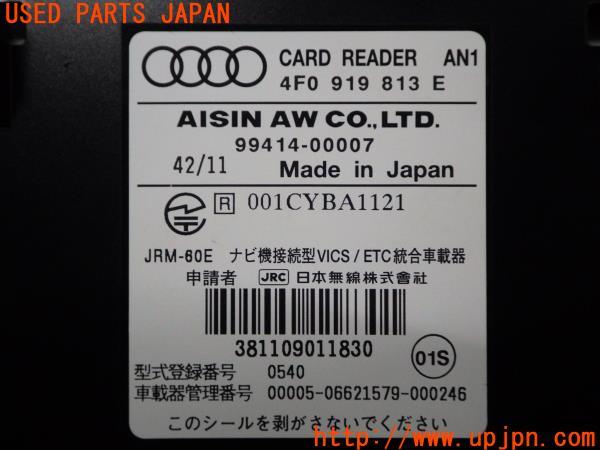 USED PARTS JAPAN
CARD READER AN1
4F0 919 813 E
AISIN AW CO.,LTD.
99414-00007
42/11 Made in Japan
R 001CYBA1121
JRM-60E ナビ機接続型VICS/ETC統合車載器
申請者 JRC 日本無線株式会社
381109011830
01S
型式登録番号 0540
車載器管理番号 00005-06621579-000246
このシールを剥がさないでください
UPJ http://www.upjpn.com